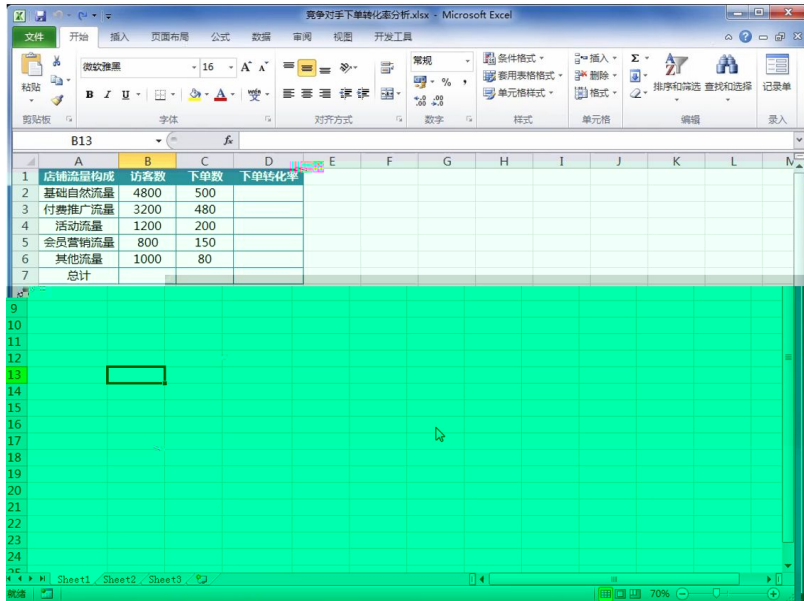 竞争对手下单转化率分析.xlsx - Microsoft Excel
文件 开始 插入 页面布局 公式 数据 审阅 视图 开发工具
粘贴 微软雅黑 16 A A 常规 条件格式 插入 Σ
B I U A % , 套用表格格式 删除 排序和筛选 查找和选择 记录单
单元格样式 格式
剪贴板 字体 对齐方式 数字 样式 单元格 编辑 录入
B13 fx
A B C D E F G H I J K L M
1 店铺流量构成 访客数 下单数 下单转化率
2 基础自然流量 4800 500
3 付费推广流量 3200 480
4 活动流量 1200 200
5 会员营销流量 800 150
6 其他流量 1000 80
7 总计
9
10
11
12
13
14
15
16
17
18
19
20
21
22
23
24
25
Sheet1 Sheet2 Sheet3
就绪 70%